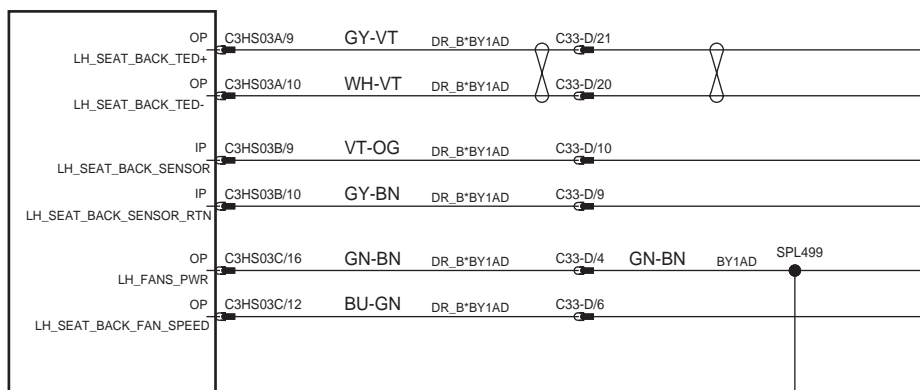 OP C3HS03A/9 GY-VT DR_B*BY1AD C33-D/21
LH_SEAT_BACK_TED+
OP C3HS03A/10 WH-VT DR_B*BY1AD C33-D/20
LH_SEAT_BACK_TED-
IP C3HS03B/9 VT-OG DR_B*BY1AD C33-D/10
LH_SEAT_BACK_SENSOR
IP C3HS03B/10 GY-BN DR_B*BY1AD C33-D/9
LH_SEAT_BACK_SENSOR_RTN
OP C3HS03C/16 GN-BN DR_B*BY1AD C33-D/4 GN-BN BY1AD SPL499
LH_FANS_PWR
OP C3HS03C/12 BU-GN DR_B*BY1AD C33-D/6
LH_SEAT_BACK_FAN_SPEED